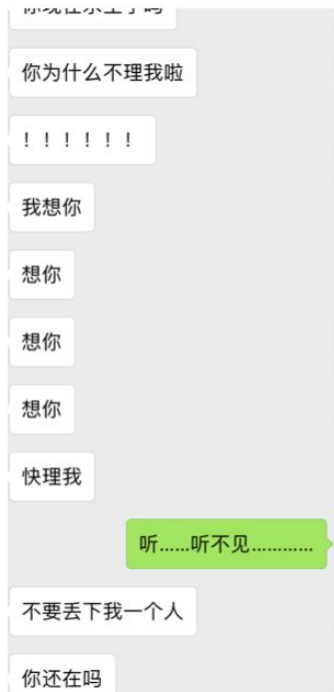 你为什么不理我啦
！！！！！！
我想你
想你
想你
想你
快理我
听……听不见…………
不要丢下我一个人
你还在吗